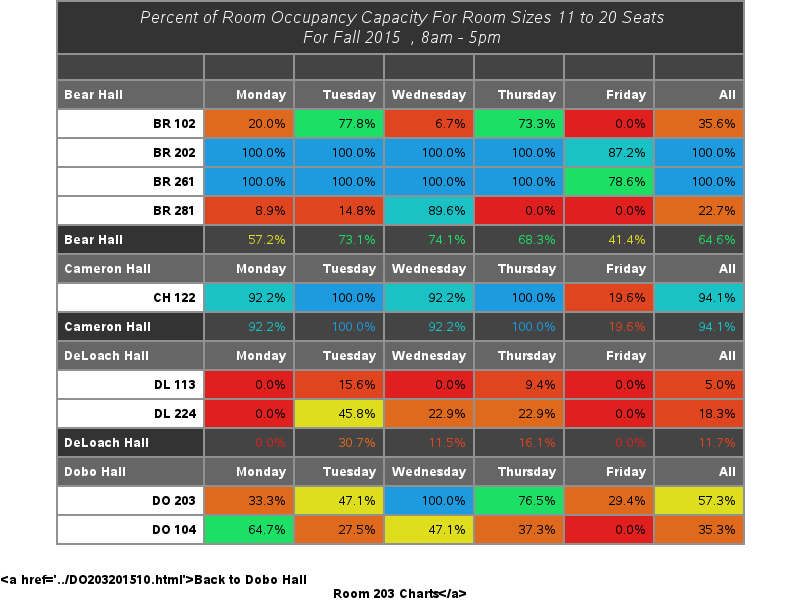 Percent of Room Occupancy Capacity For Room Sizes 11 to 20 Seats
For Fall 2015 , 8am - 5pm
Bear Hall Monday Tuesday Wednesday Thursday Friday All
BR 102 20.0% 77.8% 6.7% 73.3% 0.0% 35.6%
BR 202 100.0% 100.0% 100.0% 100.0% 87.2% 100.0%
BR 261 100.0% 100.0% 100.0% 100.0% 78.6% 100.0%
BR 281 8.9% 14.8% 89.6% 0.0% 0.0% 22.7%
Bear Hall 57.2% 73.1% 74.1% 68.3% 41.4% 64.6%
Cameron Hall Monday Tuesday Wednesday Thursday Friday All
CH 122 92.2% 100.0% 92.2% 100.0% 19.6% 94.1%
Cameron Hall 92.2% 100.0% 92.2% 100.0% 19.6% 94.1%
DeLoach Hall Monday Tuesday Wednesday Thursday Friday All
DL 113 0.0% 15.6% 0.0% 9.4% 0.0% 5.0%
DL 224 0.0% 45.8% 22.9% 22.9% 0.0% 18.3%
DeLoach Hall 0.0% 30.7% 11.5% 16.1% 0.0% 11.7%
Dobo Hall Monday Tuesday Wednesday Thursday Friday All
DO 203 33.3% 47.1% 100.0% 76.5% 29.4% 57.3%
DO 104 64.7% 27.5% 47.1% 37.3% 0.0% 35.3%
<a href='../DO203201510.html'>Back to Dobo Hall
Room 203 Charts</a>